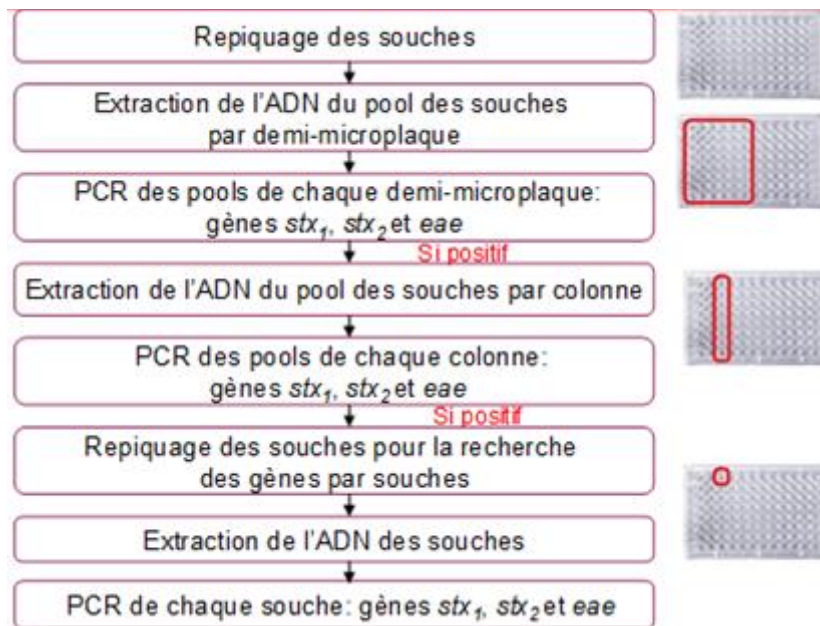 Repiquage des souches
Extraction de l'ADN du pool des souches
par demi-microplaque
PCR des pools de chaque demi-microplaque:
gènes stx1, stx2 et eae
Si positif
Extraction de l'ADN du pool des souches par colonne
PCR des pools de chaque colonne:
gènes stx1, stx2 et eae
Si positif
Repiquage des souches pour la recherche
des gènes par souches
Extraction de l'ADN des souches
PCR de chaque souche: gènes stx1, stx2 et eae